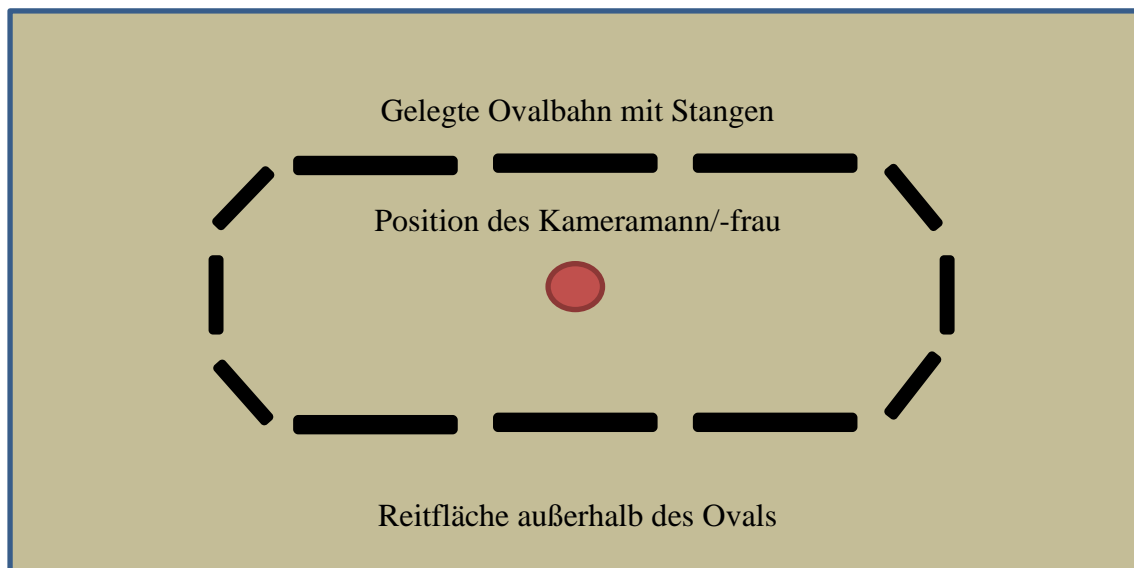 Gelegte Ovalbahn mit Stangen
Position des Kameramann/-frau
Reitfläche außerhalb des Ovals